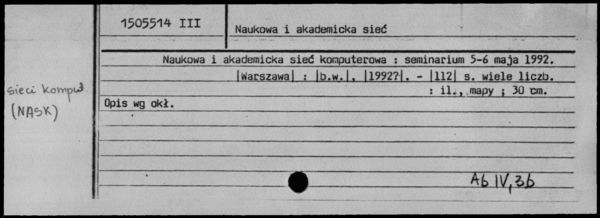 1505514 III
Naukowa i akademicka sieć
Naukowa i akademicka sieć komputerowa : seminarium 5-6 maja 1992.
|Warszawa| : |b.w.|, |1992?|. - |112| s. wiele liczb.
: il., mapy ; 30 cm.
Opis wg okł.
sieci komput.
(NASK)
Ab IV, 3b